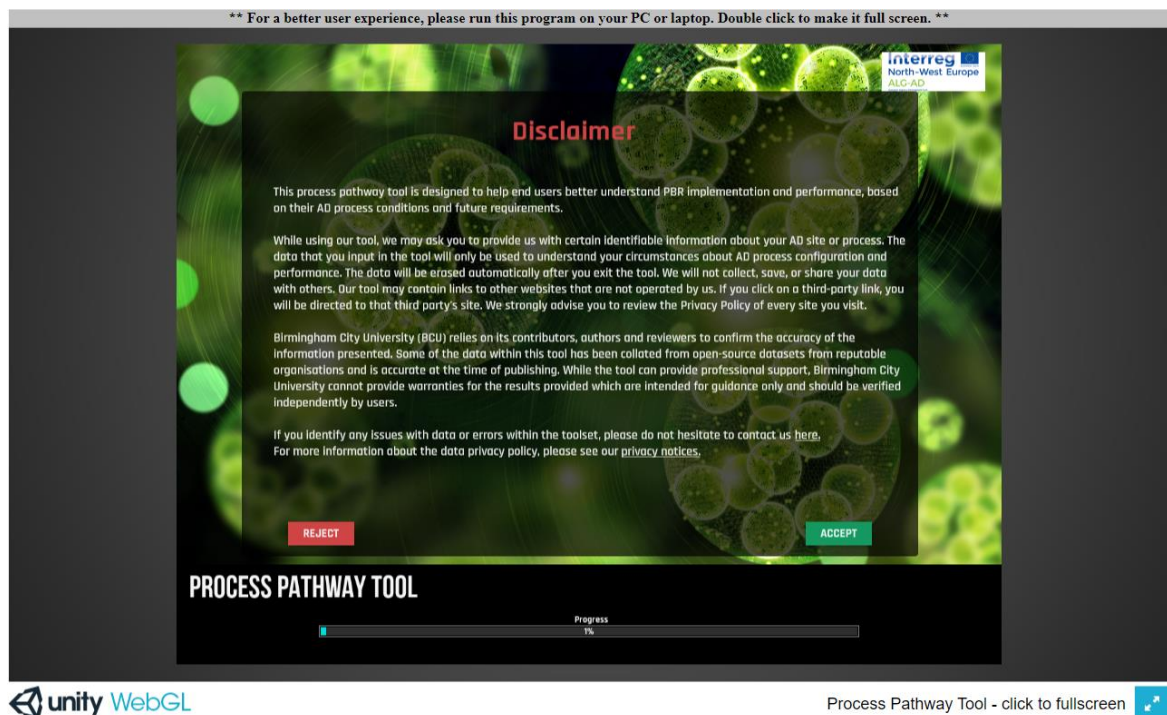 ** For a better user experience, please run this program on your PC or laptop. Double click to make it full screen. **
Interreg
North-West Europe
ALG-AD
Disclaimer
This process pathway tool is designed to help end users better understand PBR implementation and performance, based
on their AD process conditions and future requirements.
While using our tool, we may ask you to provide us with certain identifiable information about your AD site or process. The
data that you input in the tool will only be used to understand your circumstances about AD process configuration and
performance. The data will be erased automatically after you exit the tool. We will not collect, save, or share your data
with others. Our tool may contain links to other websites that are not operated by us. If you click on a third-party link, you
will be directed to that third party's site. We strongly advise you to review the Privacy Policy of every site you visit.
Birmingham City University (BCU) relies on its contributors, authors and reviewers to confirm the accuracy of the
information presented. Some of the data within this tool has been collated from open-source datasets from reputable
organisations and is accurate at the time of publishing. While the tool can provide professional support, Birmingham City
University cannot provide warranties for the results provided which are intended for guidance only and should be verified
independently by users.
If you identify any issues with data or errors within the toolset, please do not hesitate to contact us here.
For more information about the data privacy policy, please see our privacy notices.
REJECT
ACCEPT
PROCESS PATHWAY TOOL
Progress
1%
unity WebGL
Process Pathway Tool - click to fullscreen